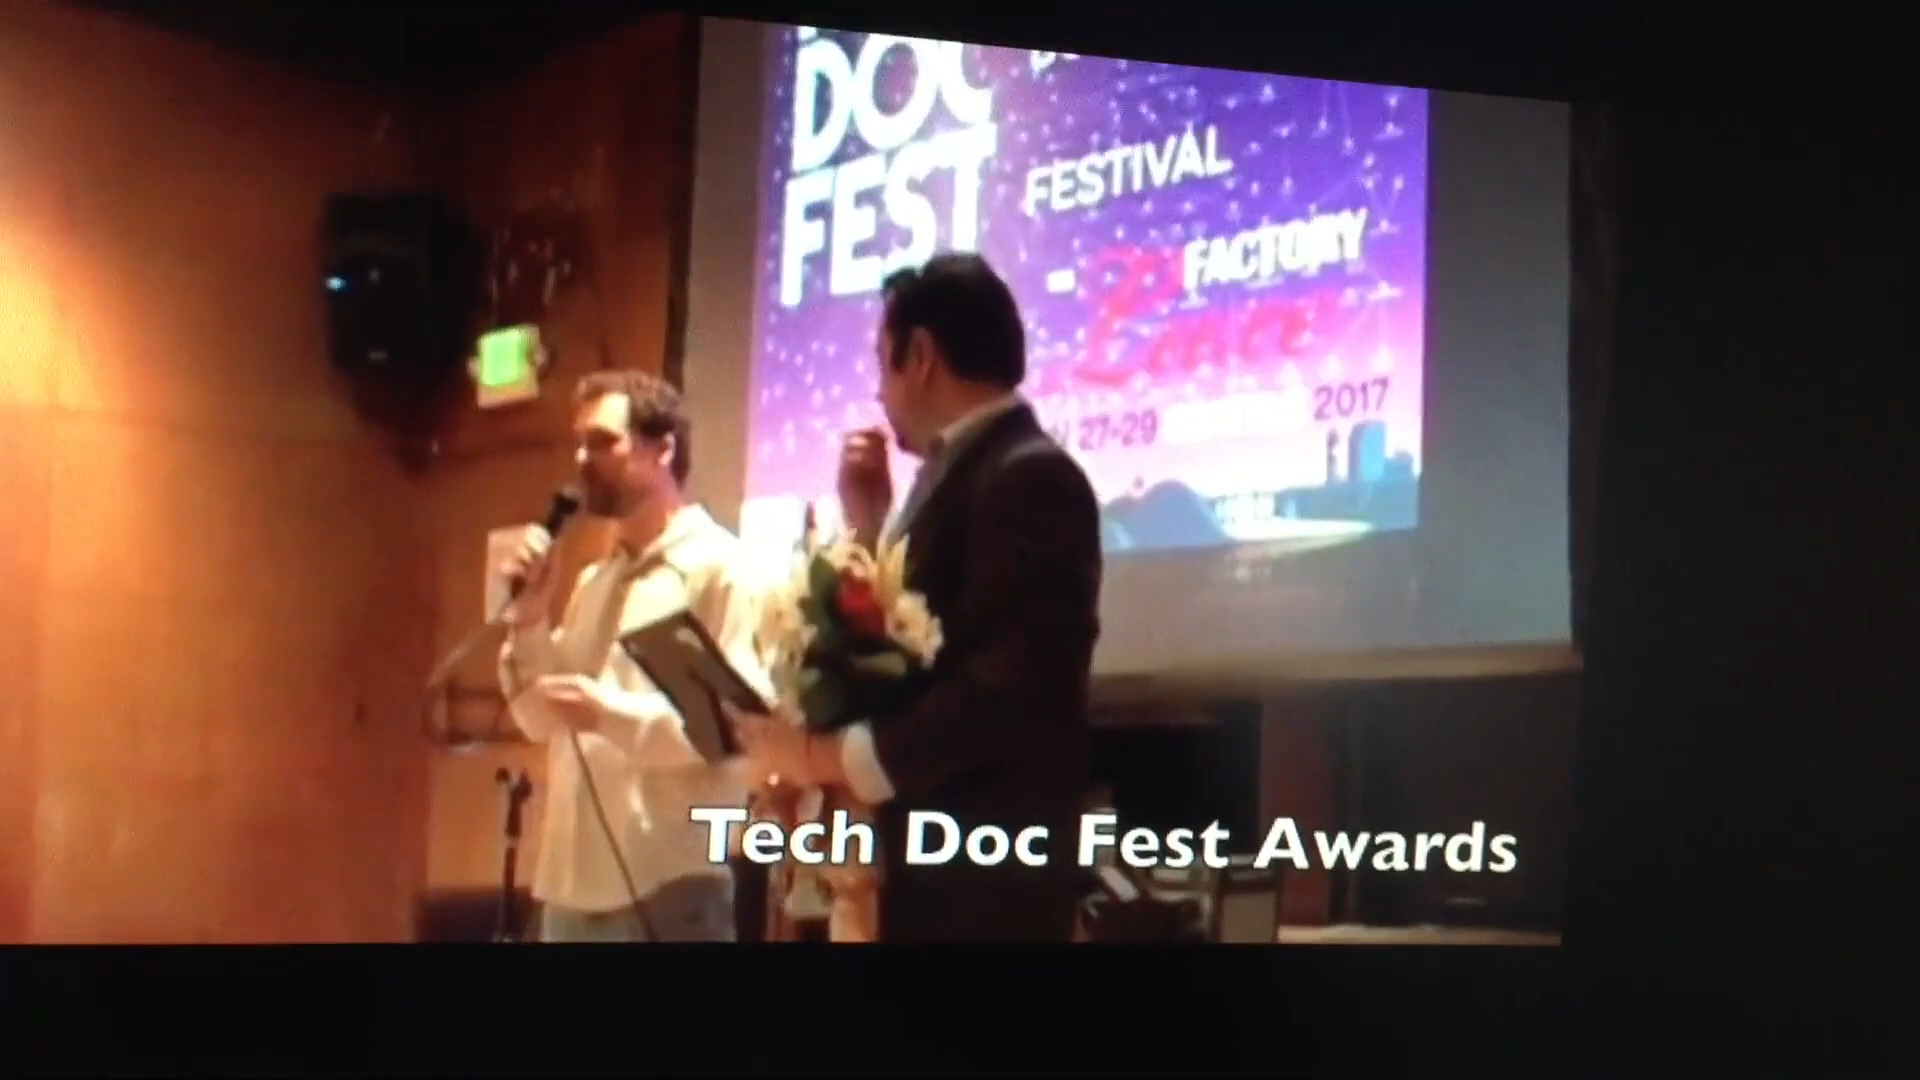 DOC
FEST
FESTIVAL
- FACTORY
27-29
2017
Tech Doc Fest Awards